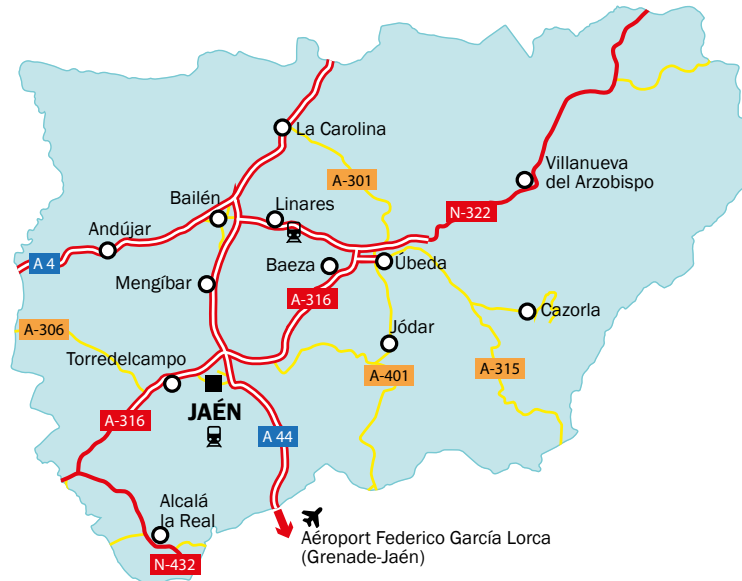 La Carolina
A-301
Villanueva
del Arzobispo
Bailén
Linares
N-322
Andújar
A 4
Baeza
Úbeda
Mengíbar
A-316
Cazorla
A-306
Jódar
Torredelcampo
A-315
A-401
JAÉN
A-316
A 44
Alcalá
la Real
Aéroport Federico García Lorca
(Grenade-Jaén)
N-432